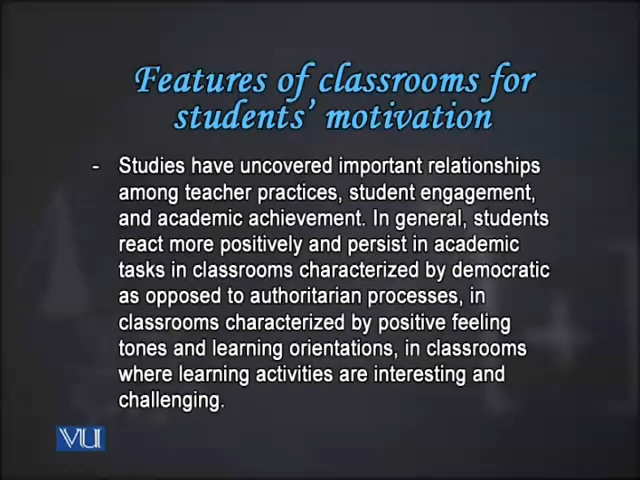 Features of classrooms for
students' motivation
- Studies have uncovered important relationships
among teacher practices, student engagement,
and academic achievement. In general, students
react more positively and persist in academic
tasks in classrooms characterized by democratic
as opposed to authoritarian processes, in
classrooms characterized by positive feeling
tones and learning orientations, in classrooms
where learning activities are interesting and
challenging.
VU